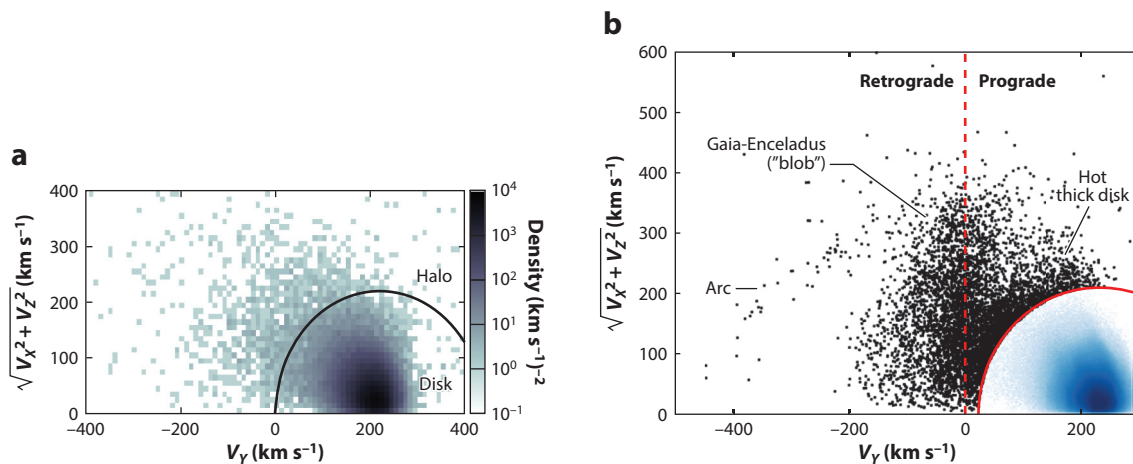 a
400
300
200
100
0
√V_X² + V_Z² (km s⁻¹)
−400
−200
0
200
400
V_Y (km s⁻¹)
Halo
Disk
10⁴
10³
10²
10¹
10⁰
10⁻¹
Density (km s⁻¹)⁻²
b
600
500
400
300
200
100
0
√V_X² + V_Z² (km s⁻¹)
−500
−400
−200
0
200
V_Y (km s⁻¹)
Retrograde
Prograde
Gaia-Enceladus
("blob")
Hot
thick disk
Arc